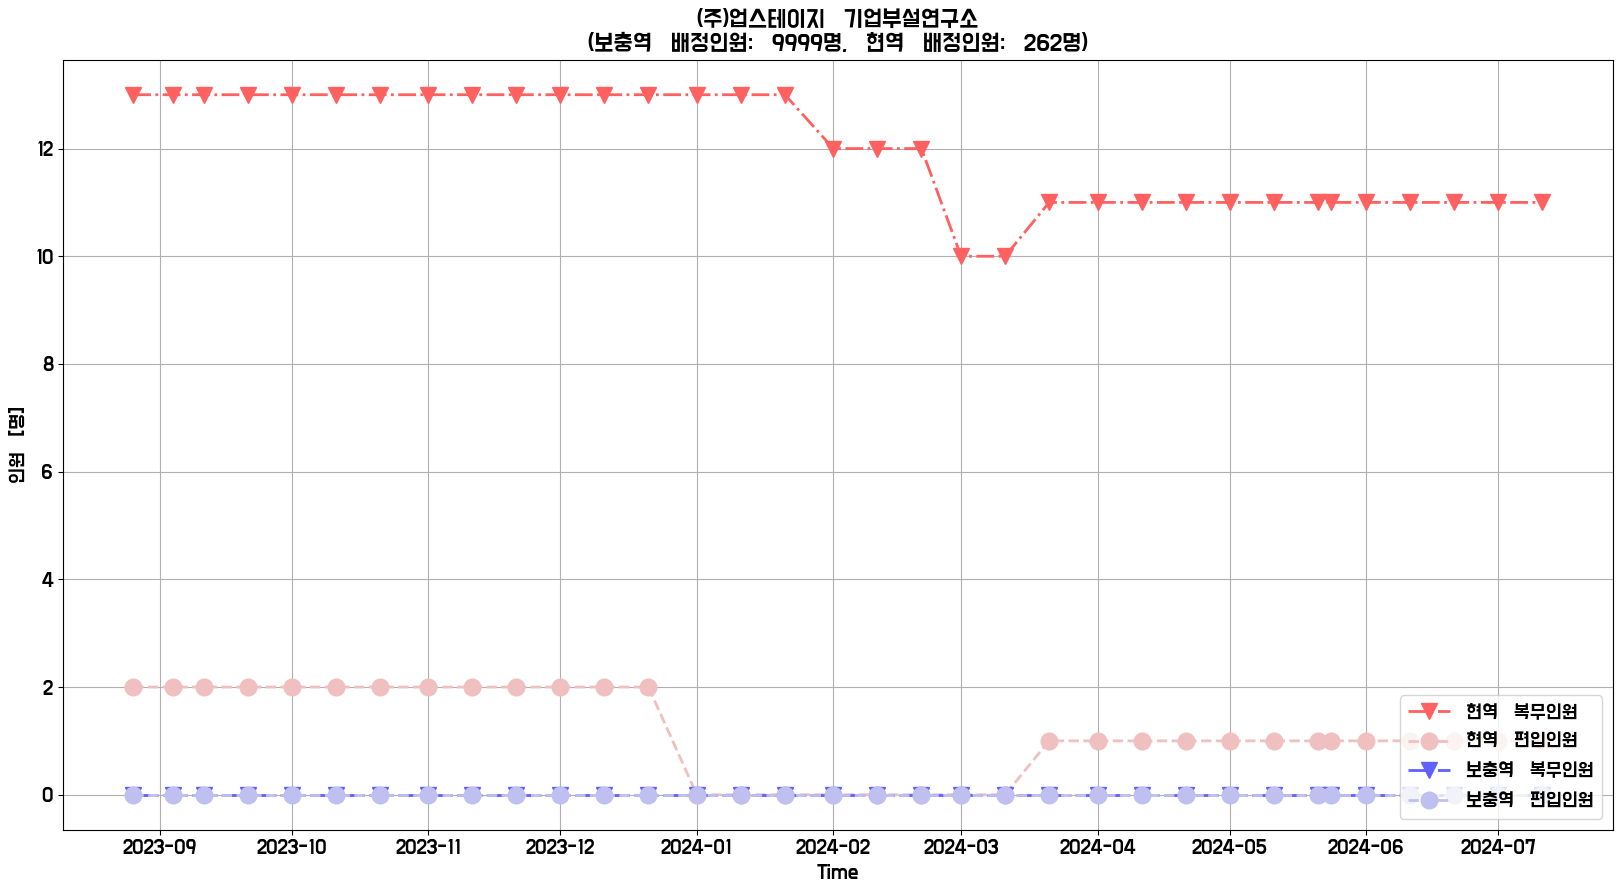 (주)업스테이지 기업부설연구소
(보충역 배정인원: 9999명, 현역 배정인원: 262명)
12
10
8
6
4
2
0
인원 [명]
현역 복무인원
현역 편입인원
보충역 복무인원
보충역 편입인원
2023-09 2023-10 2023-11 2023-12 2024-01 2024-02 2024-03 2024-04 2024-05 2024-06 2024-07
Time